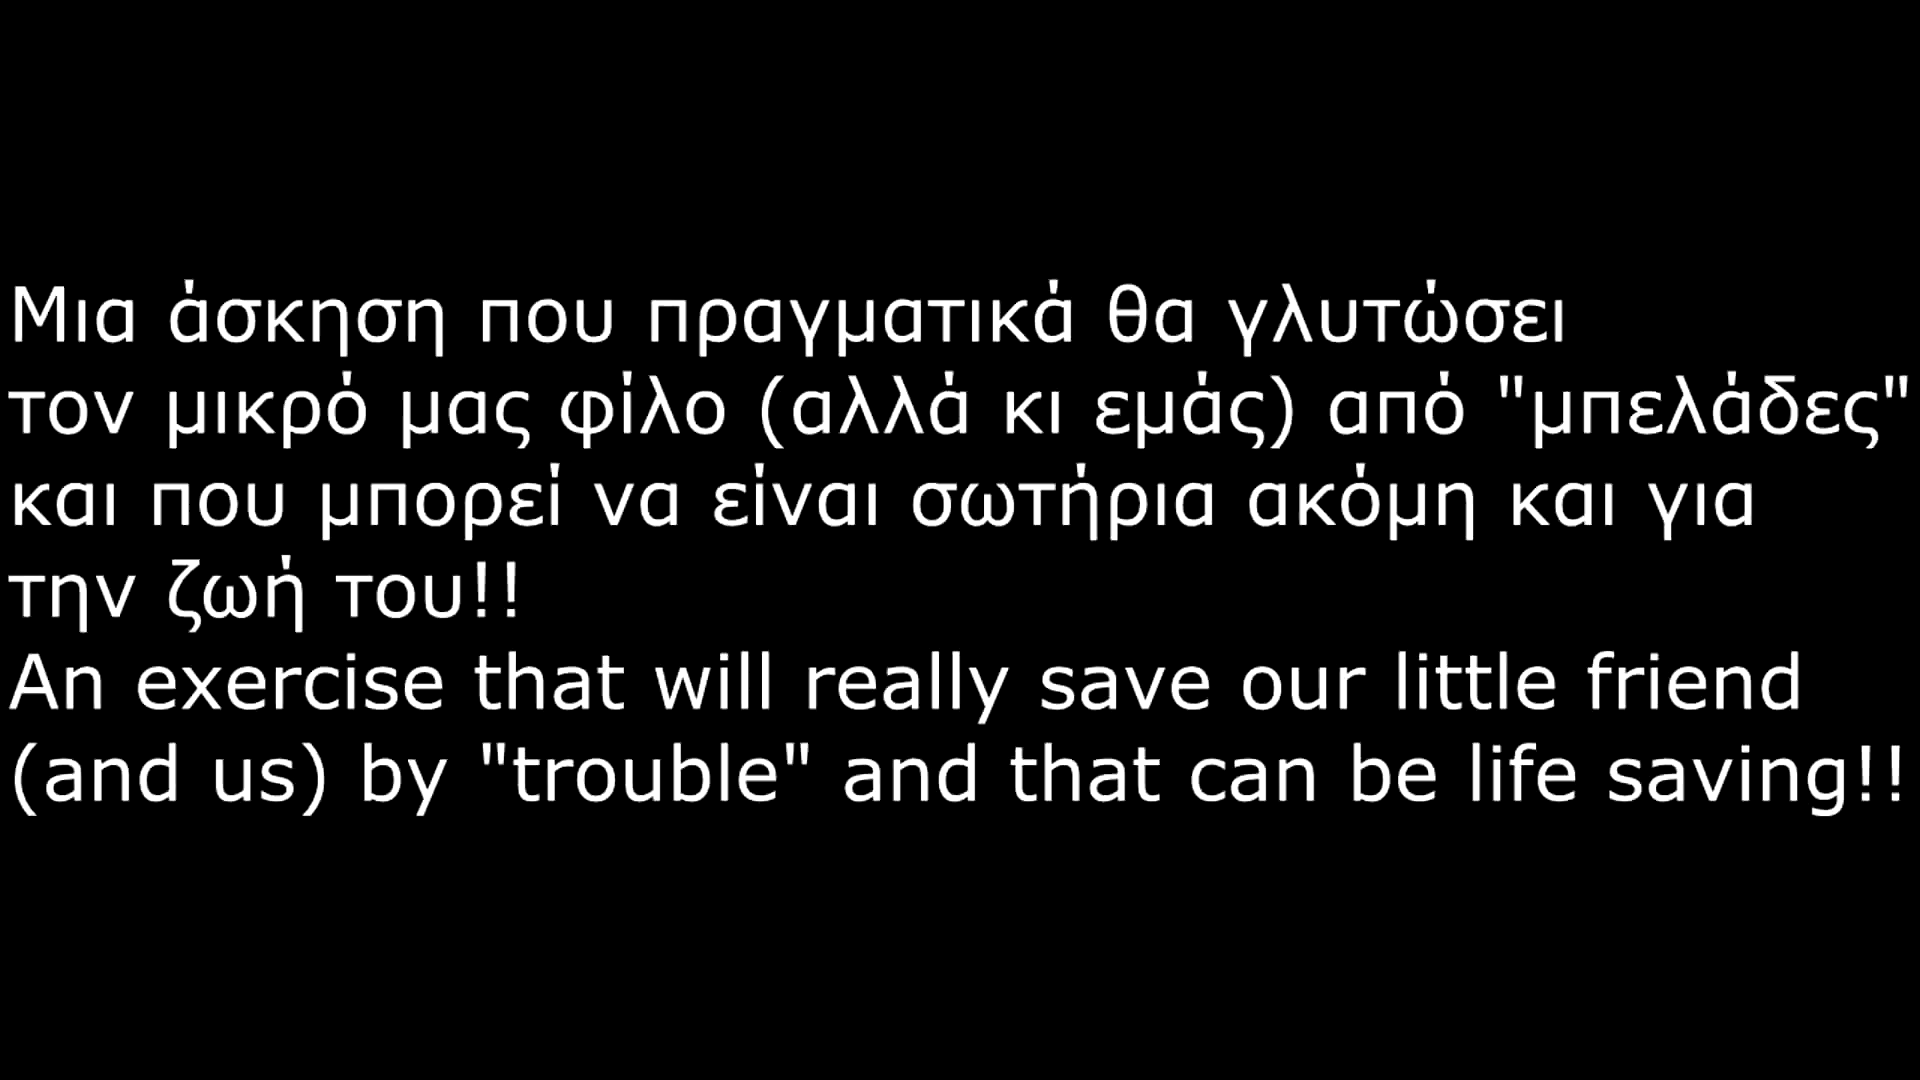 Μια άσκηση που πραγματικά θα γλυτώσει
τον μικρό μας φίλο (αλλά κι εμάς) από "μπελάδες"
και που μπορεί να είναι σωτήρια ακόμη και για
την ζωή του!!
An exercise that will really save our little friend
(and us) by "trouble" and that can be life saving!!